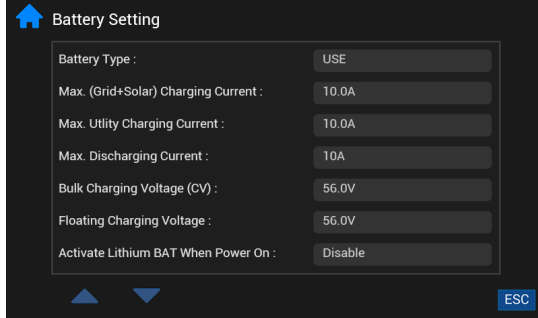 Battery Setting
Battery Type : USE
Max. (Grid+Solar) Charging Current : 10.0A
Max. Utlity Charging Current : 10.0A
Max. Discharging Current : 10A
Bulk Charging Voltage (CV) : 56.0V
Floating Charging Voltage : 56.0V
Activate Lithium BAT When Power On : Disable
ESC